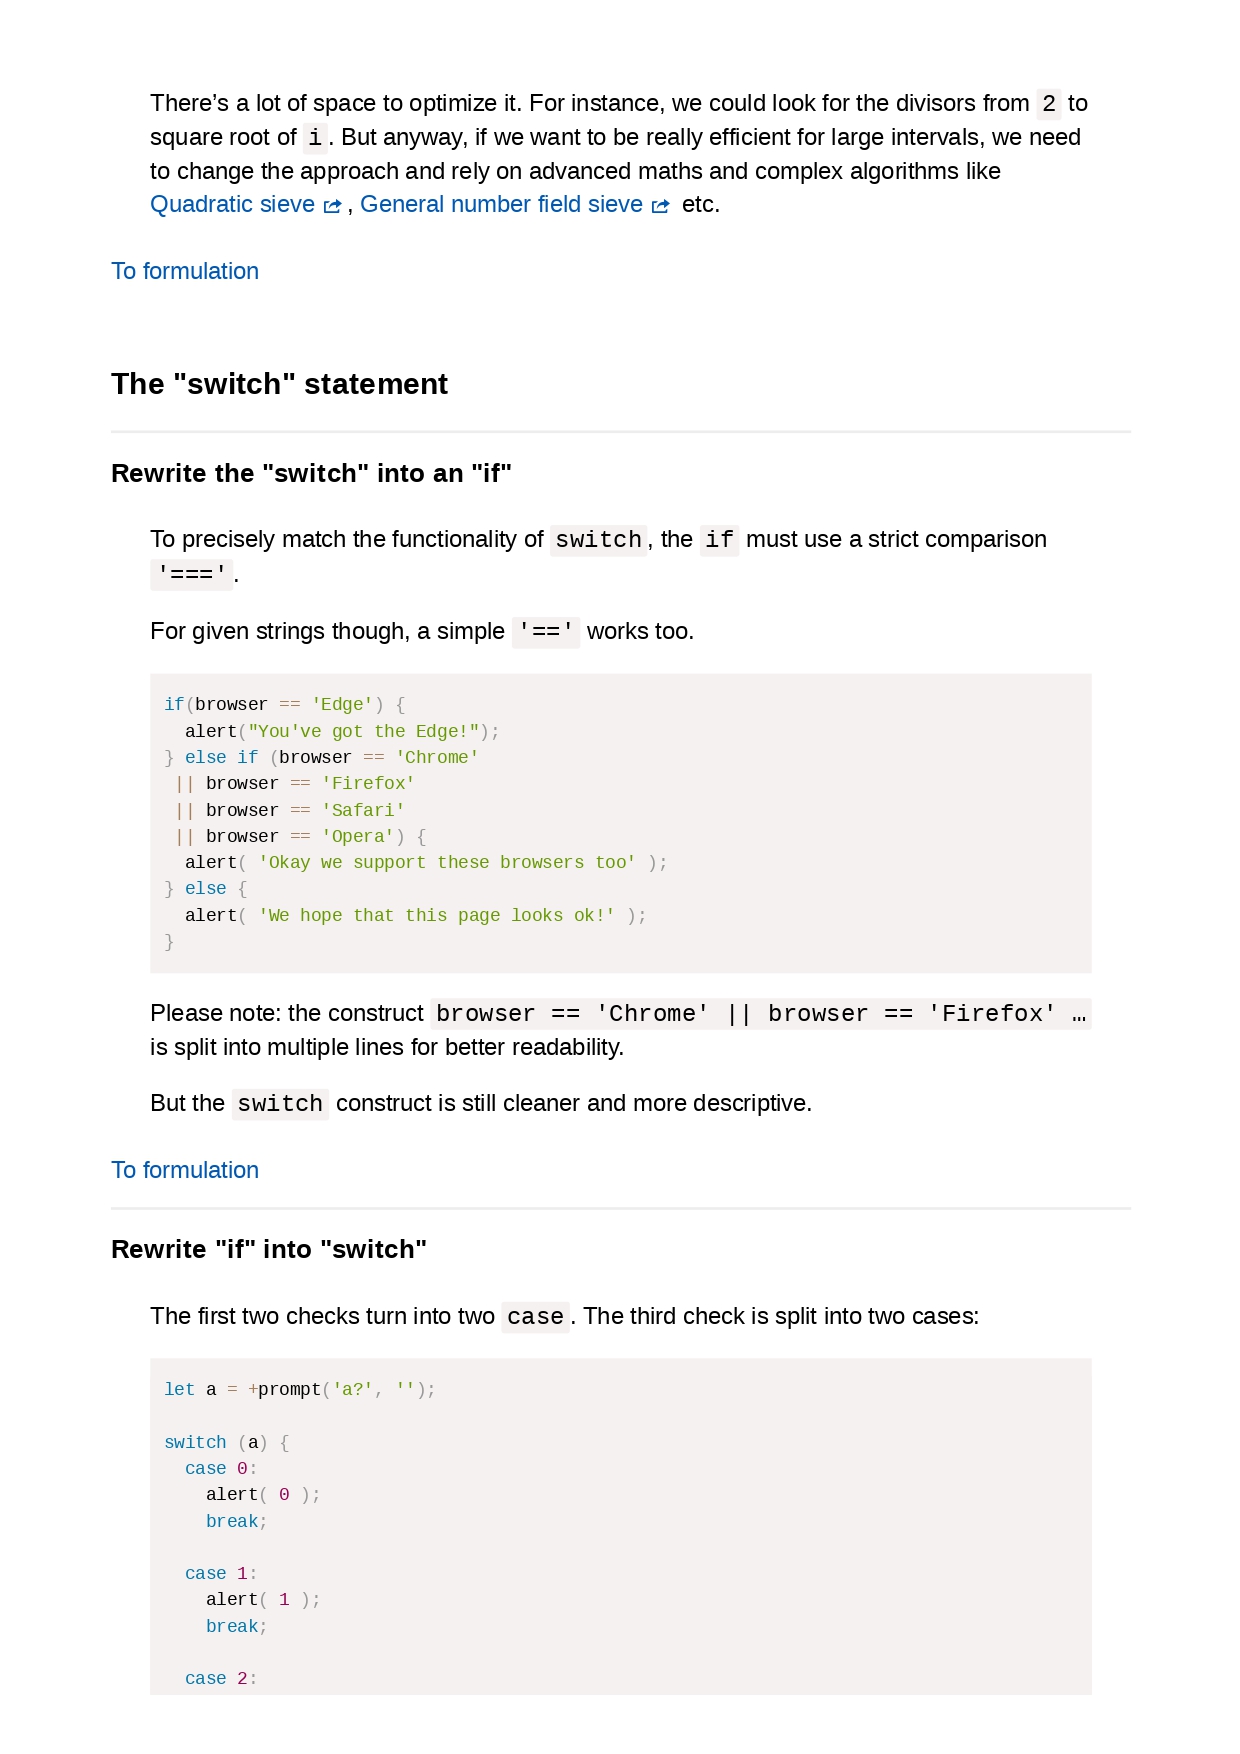 There’s a lot of space to optimize it. For instance, we could look for the divisors from 2 to
square root of i. But anyway, if we want to be really efficient for large intervals, we need
to change the approach and rely on advanced maths and complex algorithms like
Quadratic sieve , General number field sieve  etc.
To formulation
The "switch" statement
Rewrite the "switch" into an "if"
To precisely match the functionality of switch, the if must use a strict comparison
'==='.
For given strings though, a simple '==' works too.
if(browser == 'Edge') {
  alert("You've got the Edge!");
} else if (browser == 'Chrome'
 || browser == 'Firefox'
 || browser == 'Safari'
 || browser == 'Opera') {
  alert( 'Okay we support these browsers too' );
} else {
  alert( 'We hope that this page looks ok!' );
}
Please note: the construct browser == 'Chrome' || browser == 'Firefox' …
is split into multiple lines for better readability.
But the switch construct is still cleaner and more descriptive.
To formulation
Rewrite "if" into "switch"
The first two checks turn into two case. The third check is split into two cases:
let a = +prompt('a?', '');
switch (a) {
  case 0:
    alert( 0 );
    break;
  case 1:
    alert( 1 );
    break;
  case 2: